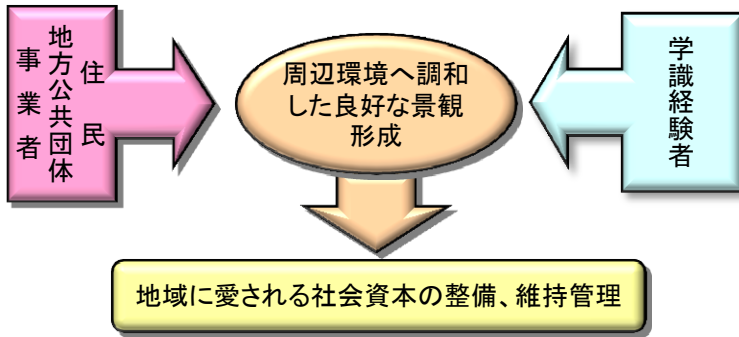 住民
地方公共団体
事業者
周辺環境へ調和
した良好な景観
形成
学識経験者
地域に愛される社会資本の整備、維持管理